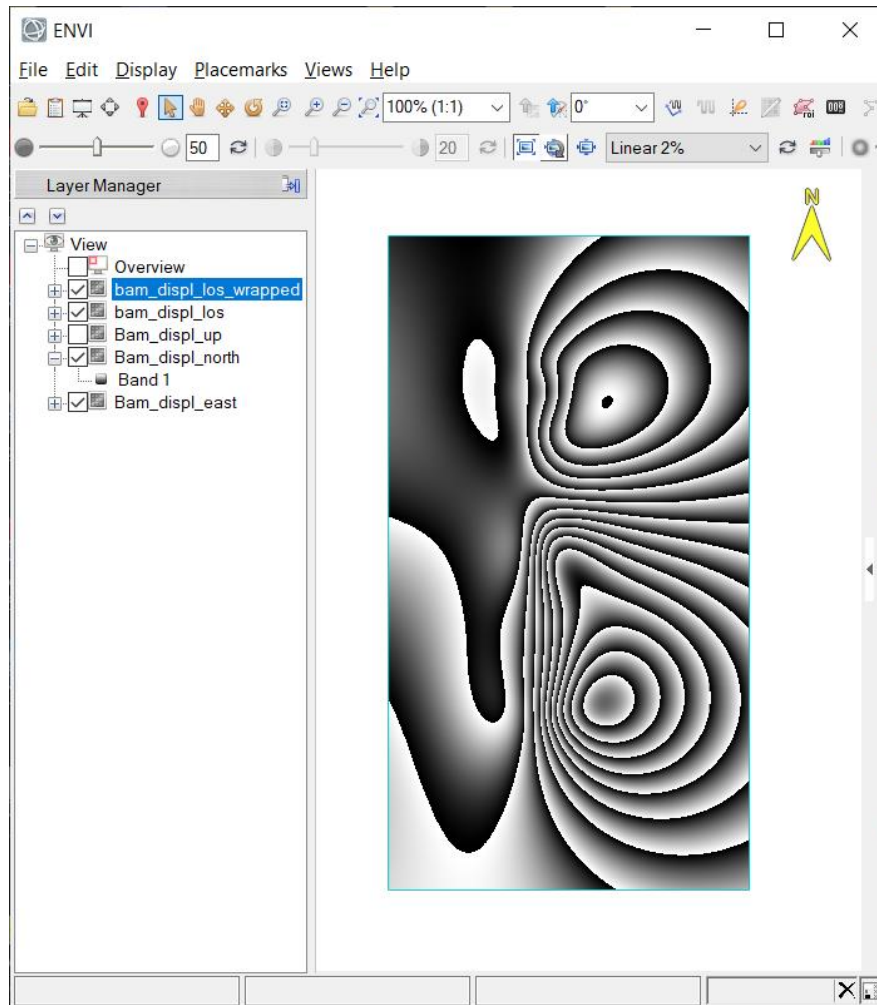 ENVI
File Edit Display Placemarks Views Help
100% (1:1) 0°
50 20 Linear 2%
Layer Manager
View
Overview
bam_displ_los_wrapped
bam_displ_los
Bam_displ_up
Bam_displ_north
Band 1
Bam_displ_east
N